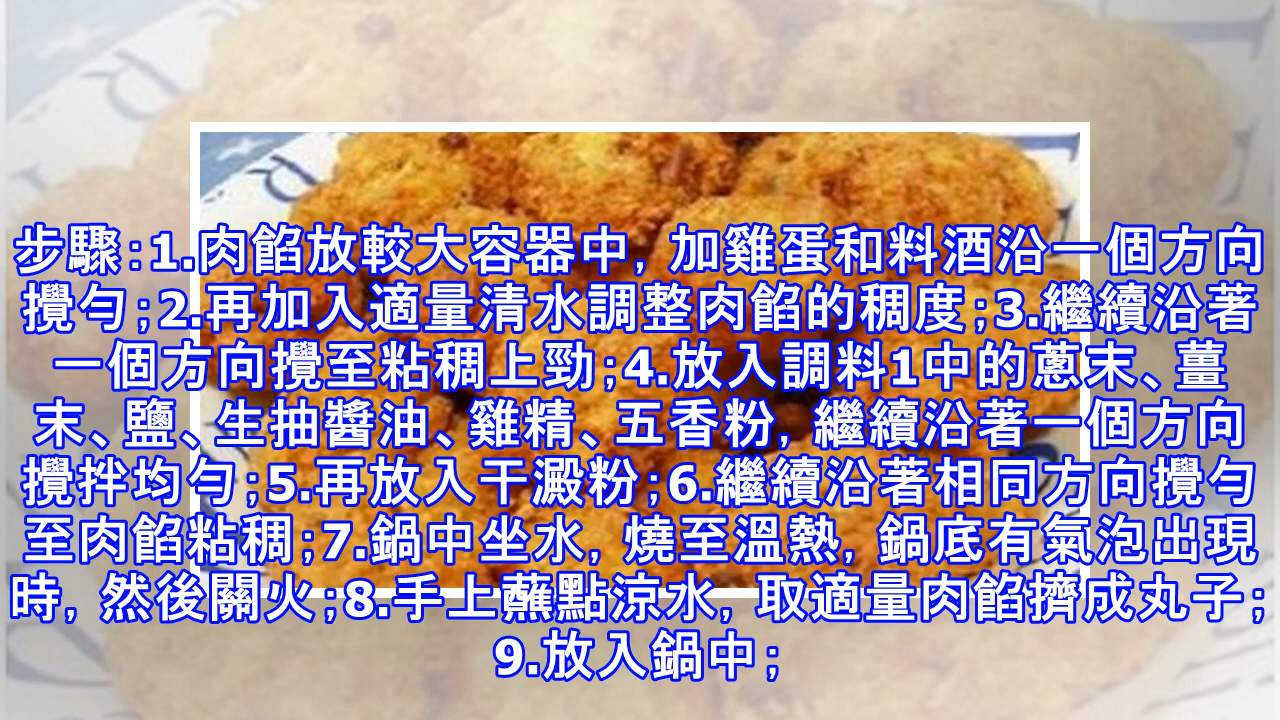 步驟:1.肉餡放較大容器中, 加雞蛋和料酒沿一個方向
攪勻;2.再加入適量清水調整肉餡的稠度;3.繼續沿著
一個方向攪至粘稠上勁;4.放入調料1中的蔥末、薑
末、鹽、生抽醬油、雞精、五香粉, 繼續沿著一個方向
攪拌均勻;5.再放入干澱粉;6.繼續沿著相同方向攪勻
至肉餡粘稠;7.鍋中坐水, 燒至溫熱, 鍋底有氣泡出現
時, 然後關火;8.手上蘸點涼水, 取適量肉餡擠成丸子;
9.放入鍋中;